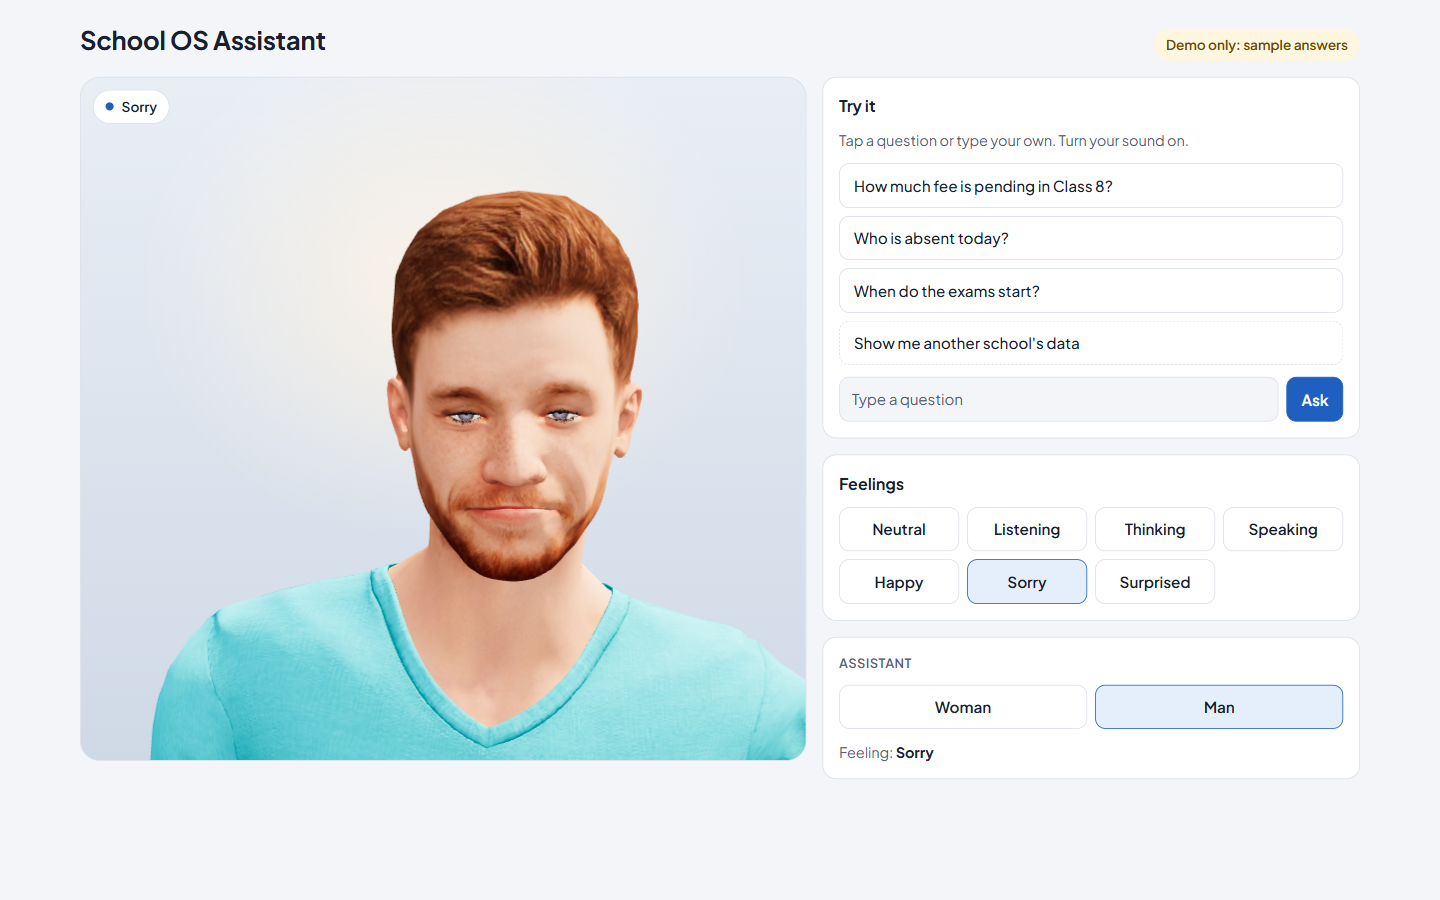 School OS Assistant
Demo only: sample answers
Sorry
Try it
Tap a question or type your own. Turn your sound on.
How much fee is pending in Class 8?
Who is absent today?
When do the exams start?
Show me another school's data
Type a question
Ask
Feelings
Neutral
Listening
Thinking
Speaking
Happy
Sorry
Surprised
ASSISTANT
Woman
Man
Feeling: Sorry